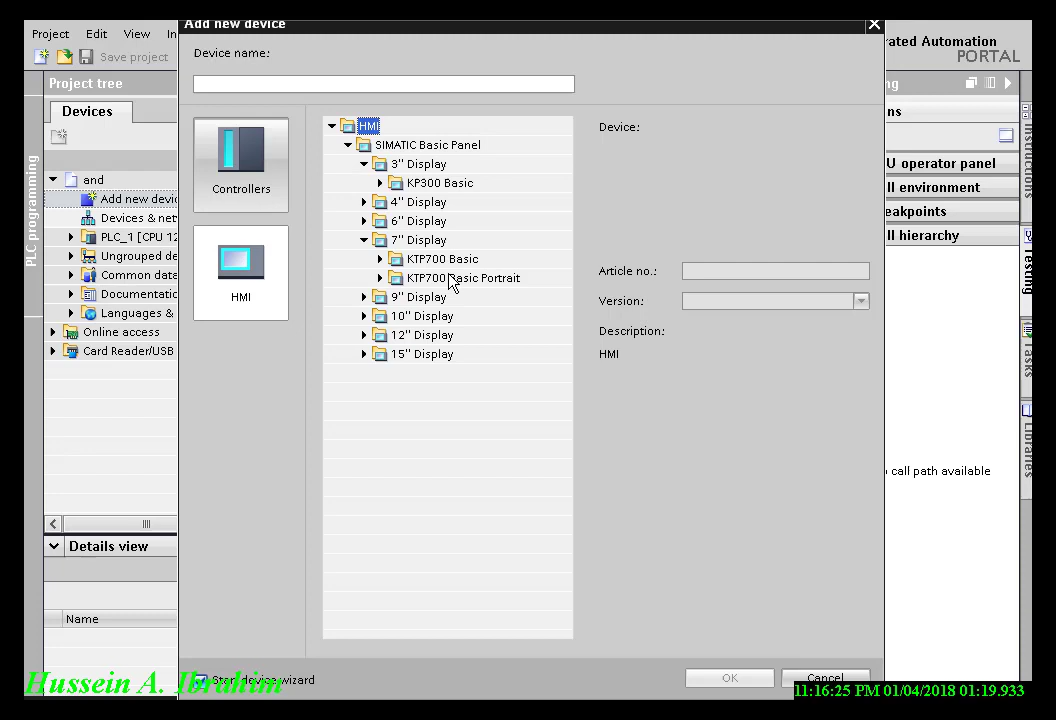 Add new device
Project Edit View In
Save project
rated Automation
PORTAL
Project tree
Devices
PLC programming
and
Add new devic
Devices & net
PLC_1 [CPU 12
Ungrouped de
Common data
Documentatio
Languages &
Online access
Card Reader/USB
Details view
Name
Device name:
Controllers
HMI
HMI
SIMATIC Basic Panel
3'' Display
KP300 Basic
4'' Display
6'' Display
7'' Display
KTP700 Basic
KTP700 Basic Portrait
9'' Display
10'' Display
12'' Display
15'' Display
Device:
Article no.:
Version:
Description:
HMI
Start device wizard
OK
Cancel
ng
ns
U operator panel
ll environment
eakpoints
ll hierarchy
call path available
Instructions
Testing
Tasks
Libraries
Hussein A. Ibrahim
11:16:25 PM 01/04/2018 01:19.933